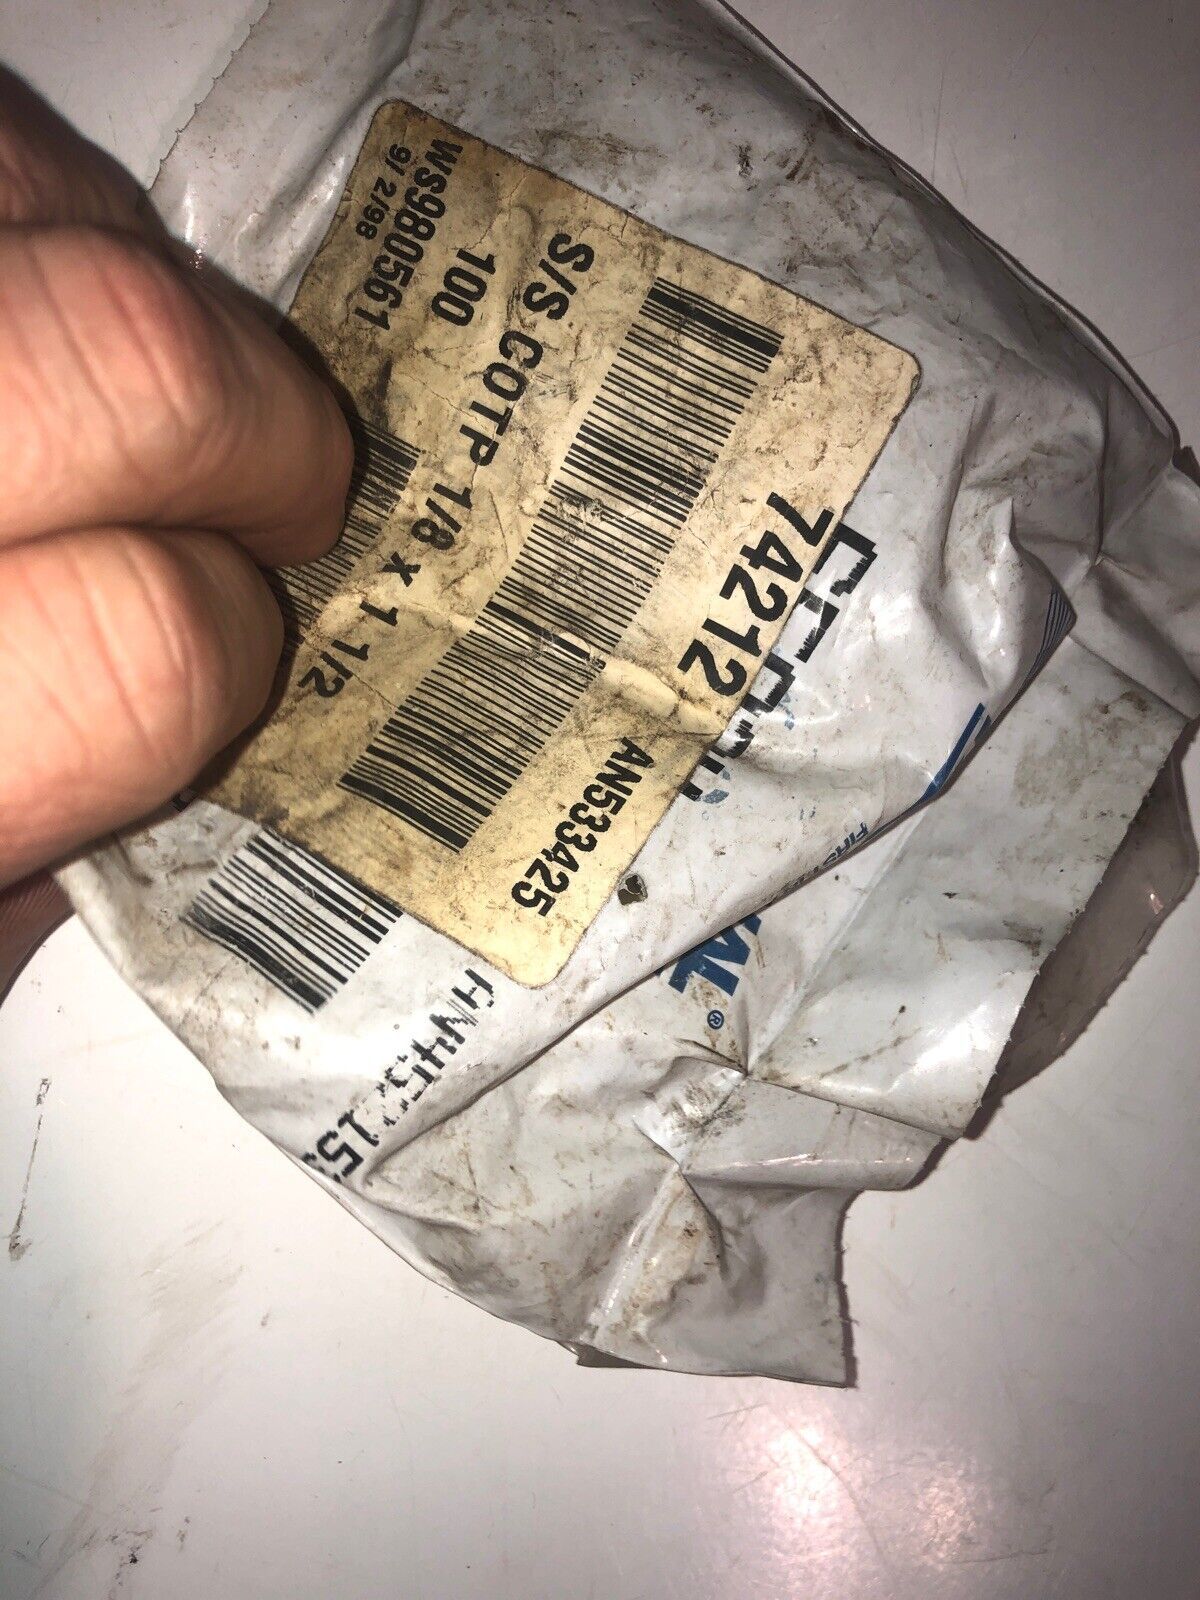 74212
AN533425
S/S COTP 1/8 x 1 1/2
100
WS980561
9/ 2/98
®